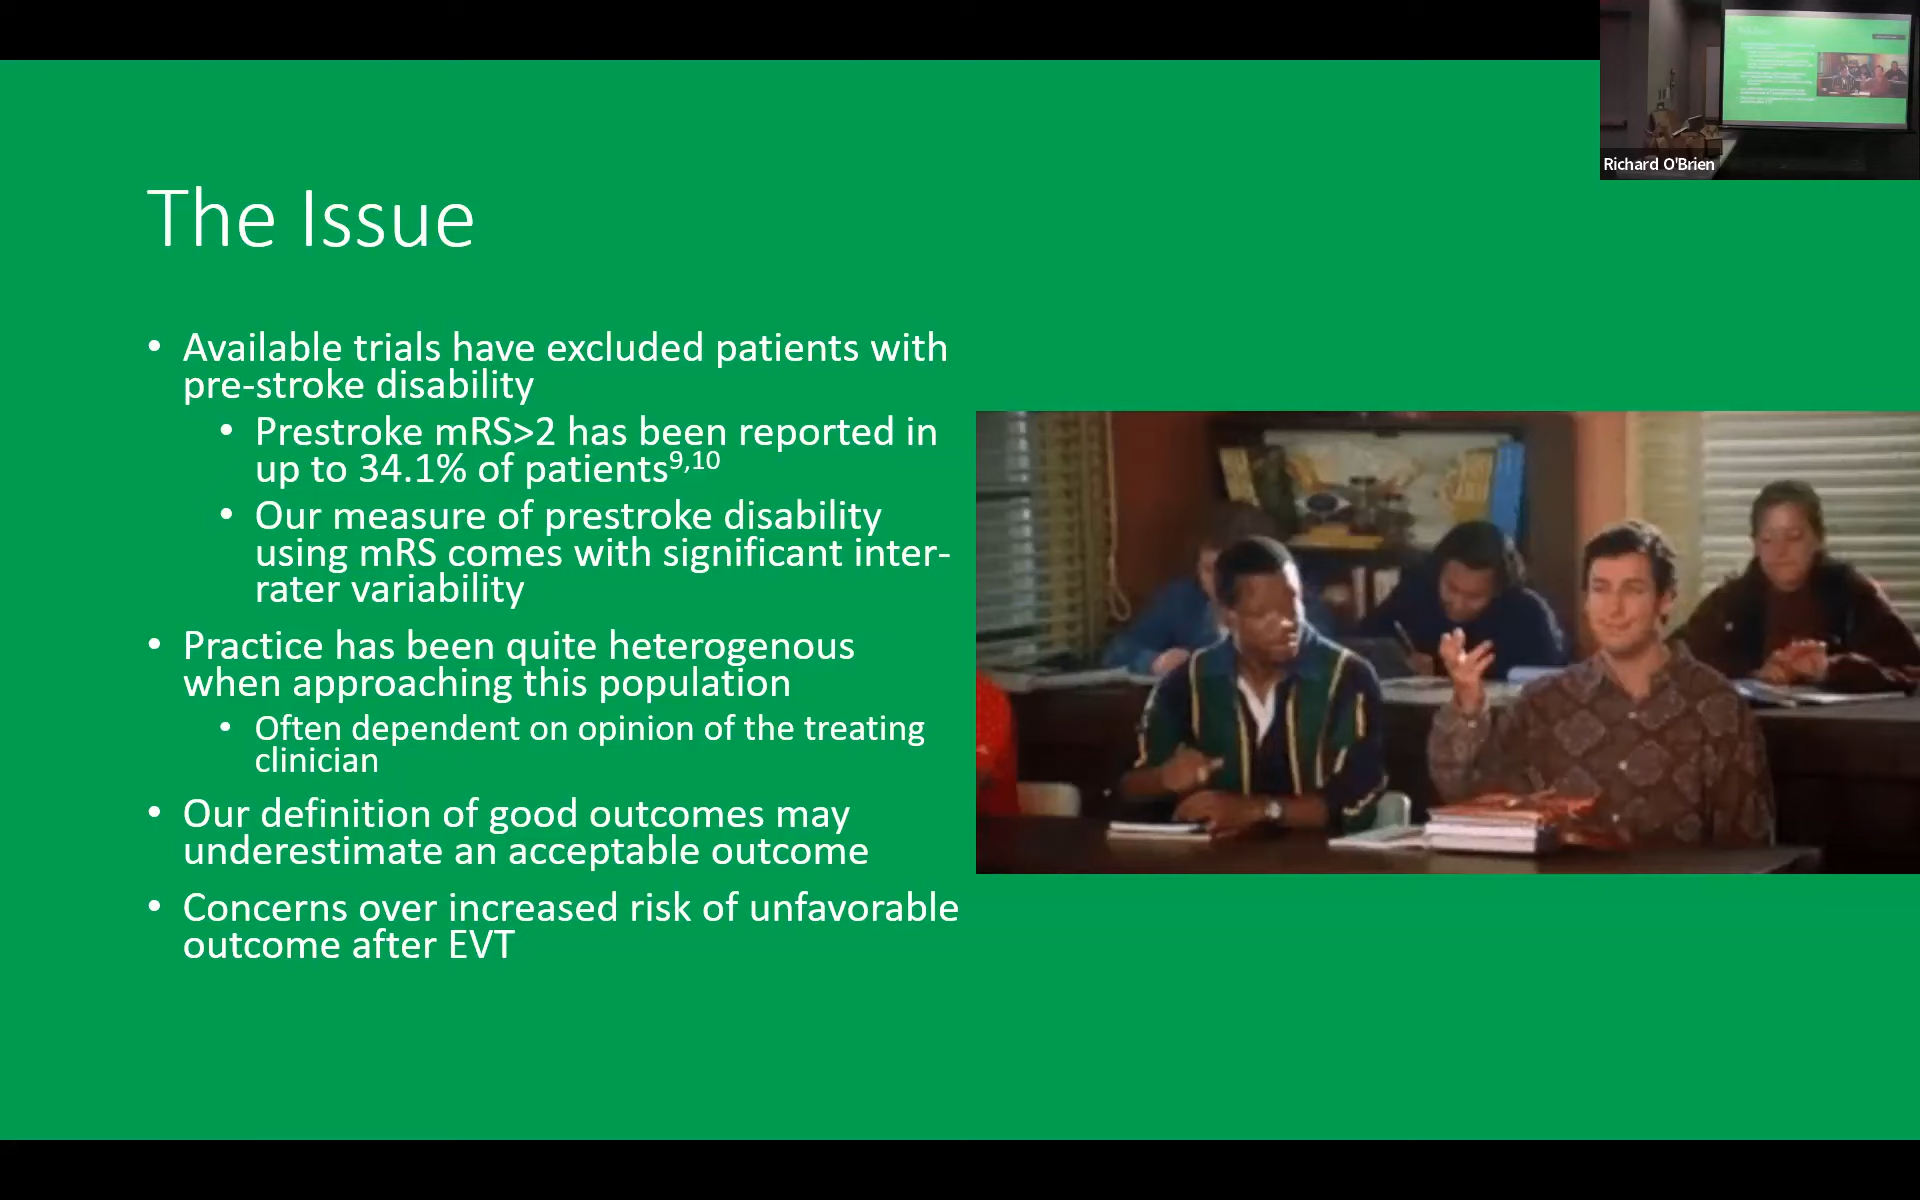 Richard O'Brien
The Issue
• Available trials have excluded patients with
pre-stroke disability
• Prestroke mRS>2 has been reported in
up to 34.1% of patients9,10
• Our measure of prestroke disability
using mRS comes with significant inter-
rater variability
• Practice has been quite heterogenous
when approaching this population
• Often dependent on opinion of the treating
clinician
• Our definition of good outcomes may
underestimate an acceptable outcome
• Concerns over increased risk of unfavorable
outcome after EVT